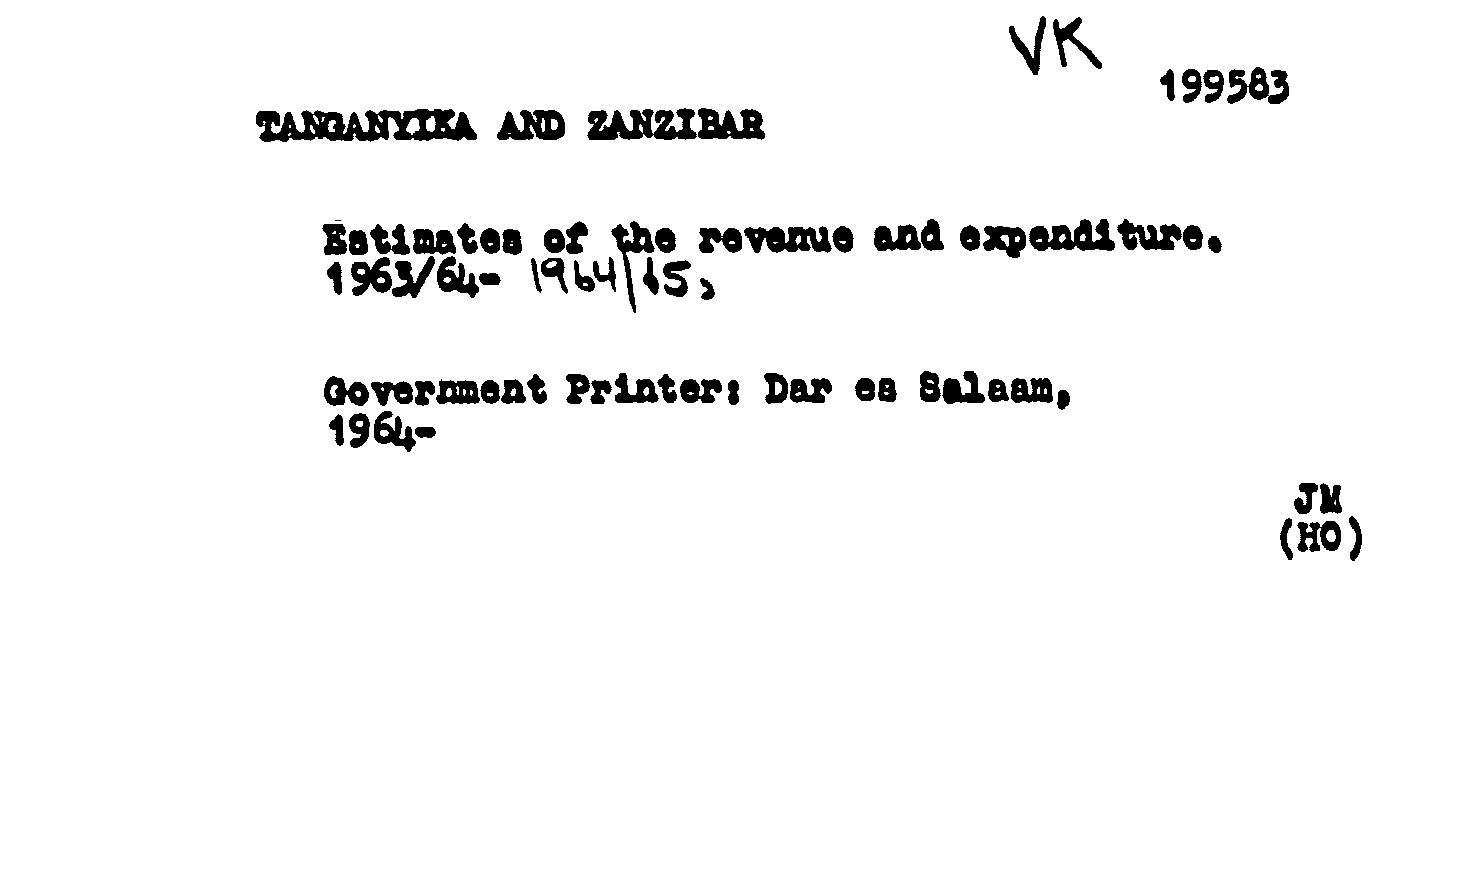 VK
199583
TANGANYIKA AND ZANZIBAR
Estimates of the revenue and expenditure.
1963/64- 1964/65,
Government Printer: Dar es Salaam,
1964-
JM
(HO)